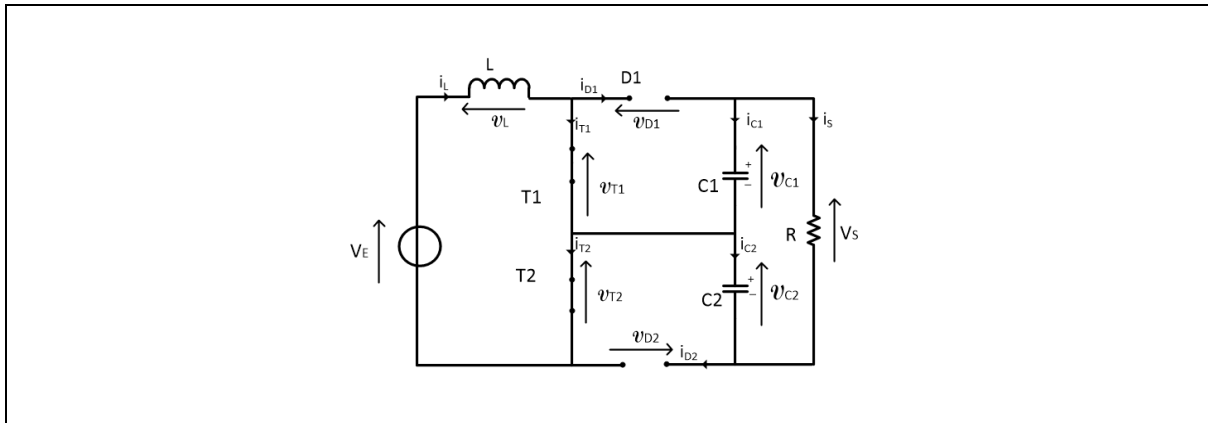 L
D1
iL
iD1
vL
vD1
iT1
iC1
iS
vT1
C1
+
−
vC1
T1
R
VS
VE
iT2
iC2
T2
vT2
C2
+
−
vC2
vD2
iD2